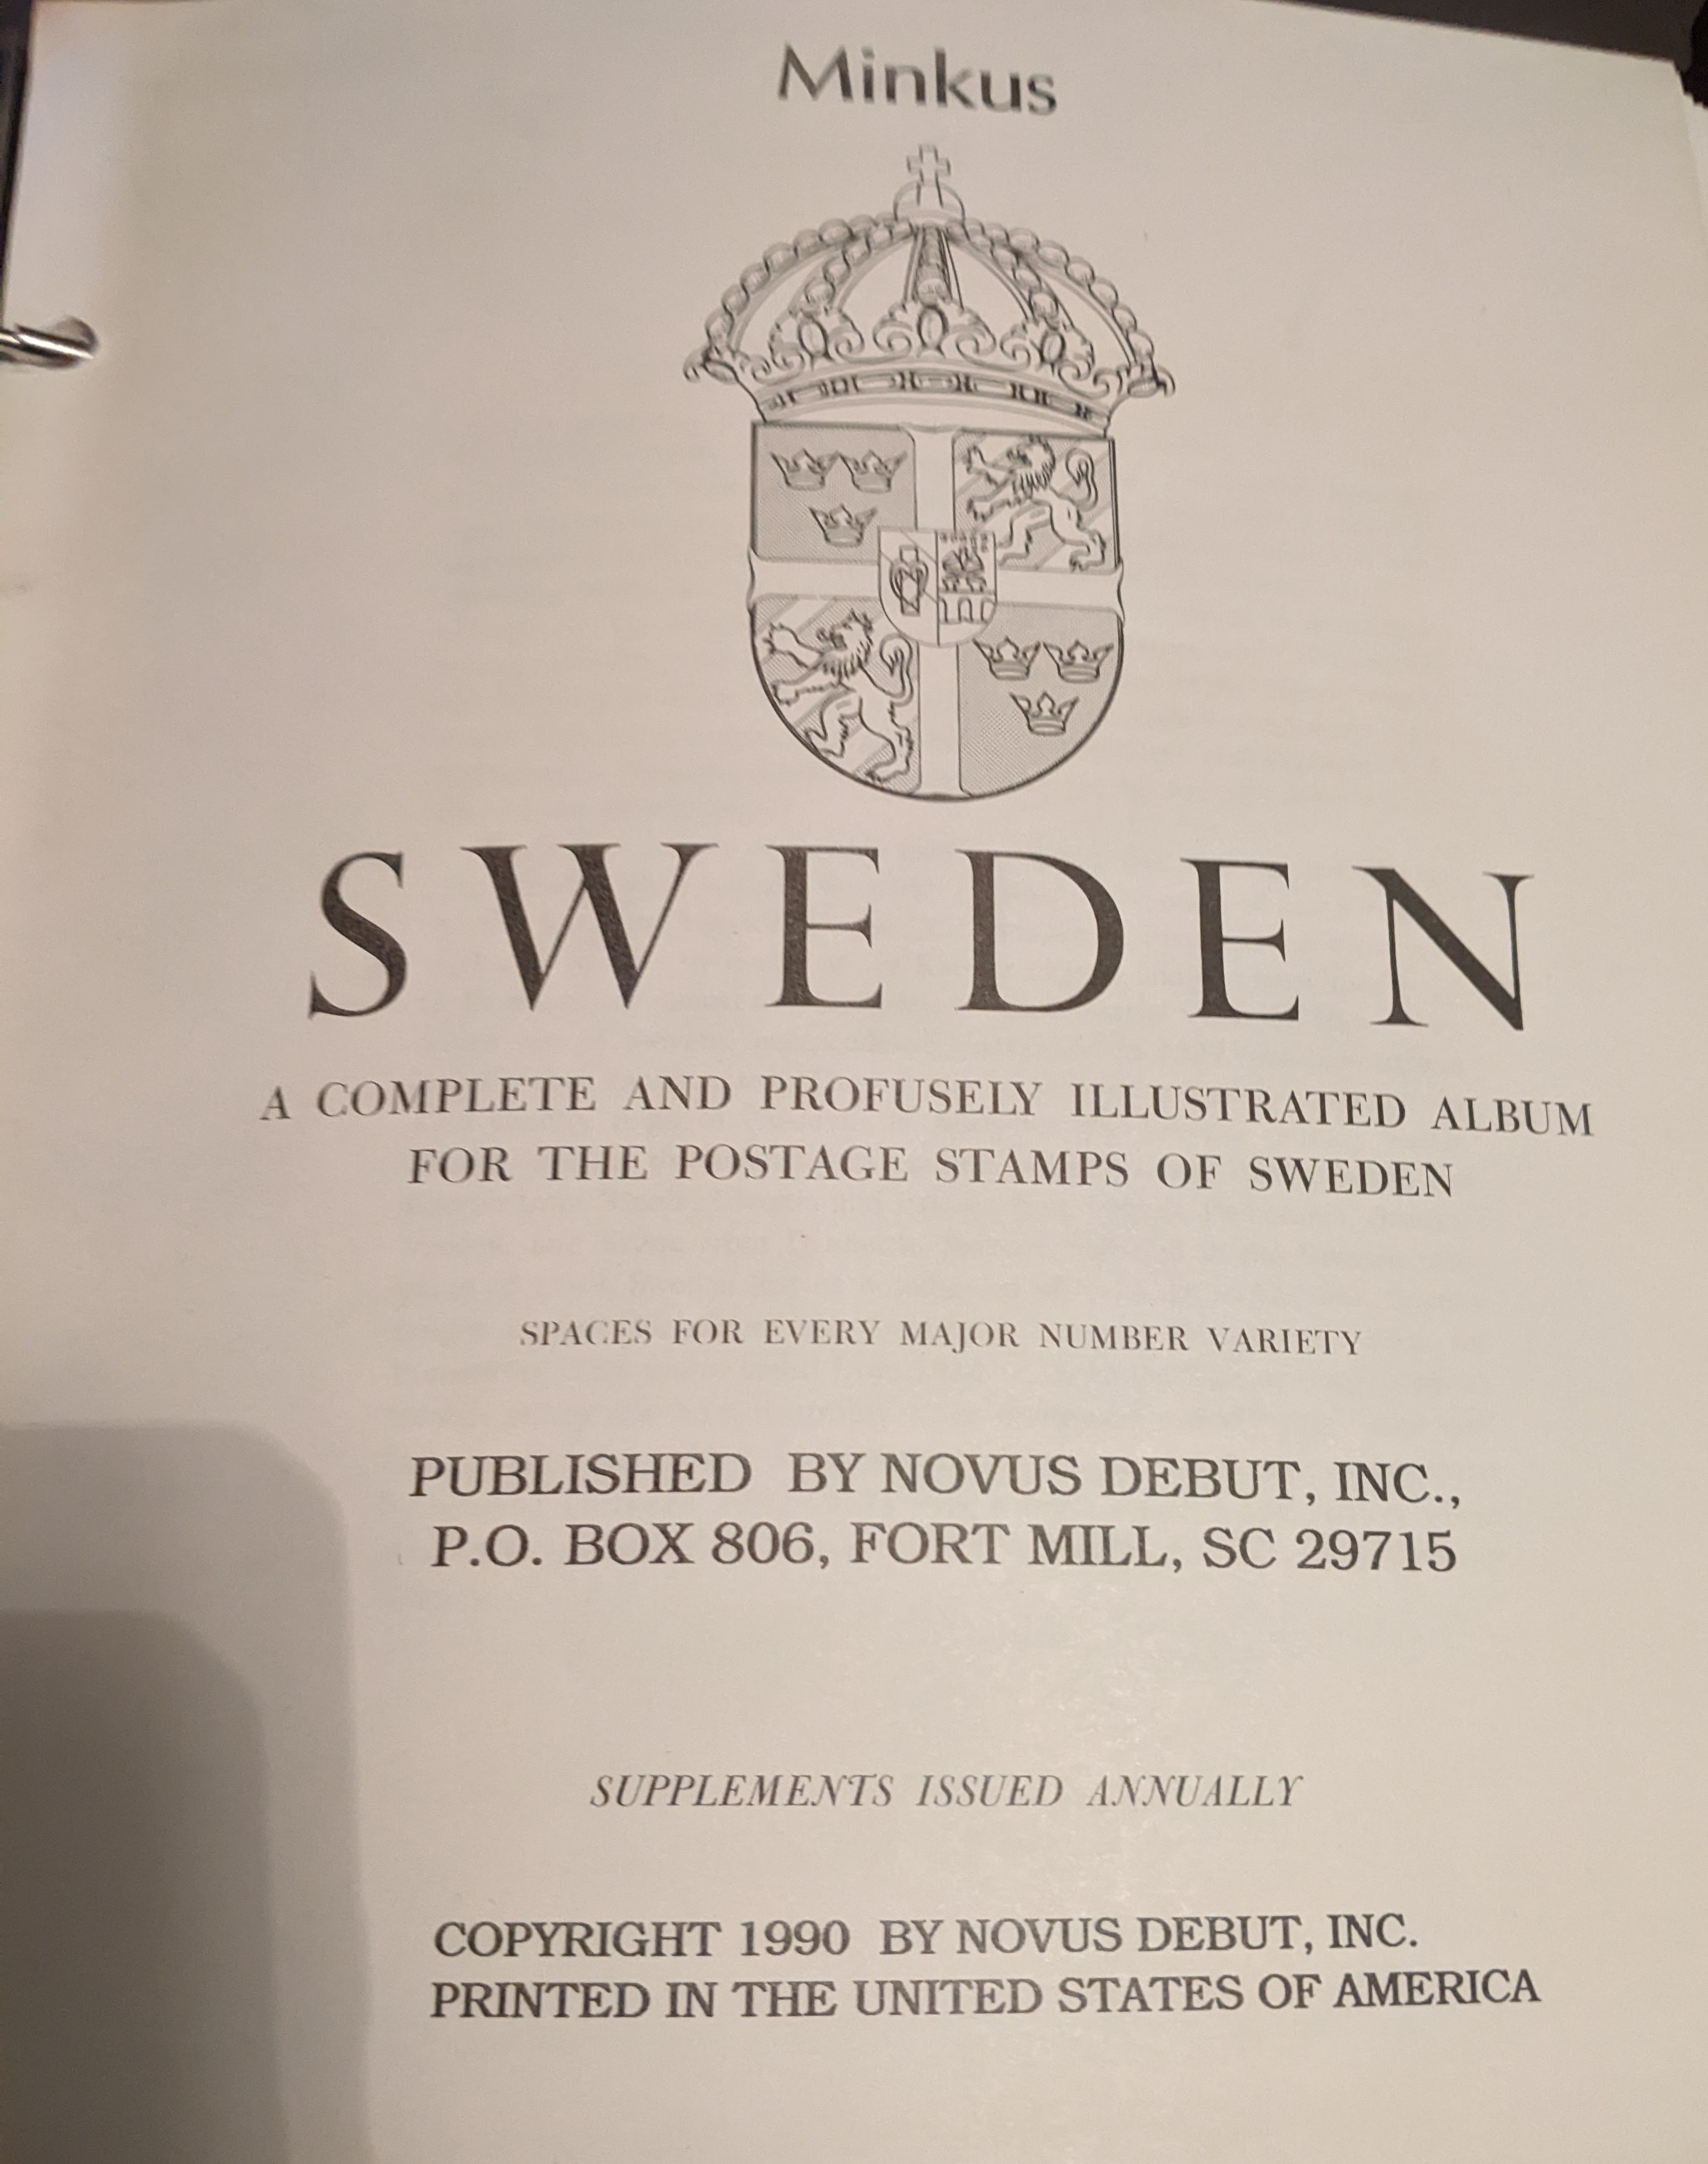 Minkus
SWEDEN
A COMPLETE AND PROFUSELY ILLUSTRATED ALBUM
FOR THE POSTAGE STAMPS OF SWEDEN
SPACES FOR EVERY MAJOR NUMBER VARIETY
PUBLISHED BY NOVUS DEBUT, INC.,
P.O. BOX 806, FORT MILL, SC 29715
SUPPLEMENTS ISSUED ANNUALLY
COPYRIGHT 1990 BY NOVUS DEBUT, INC.
PRINTED IN THE UNITED STATES OF AMERICA